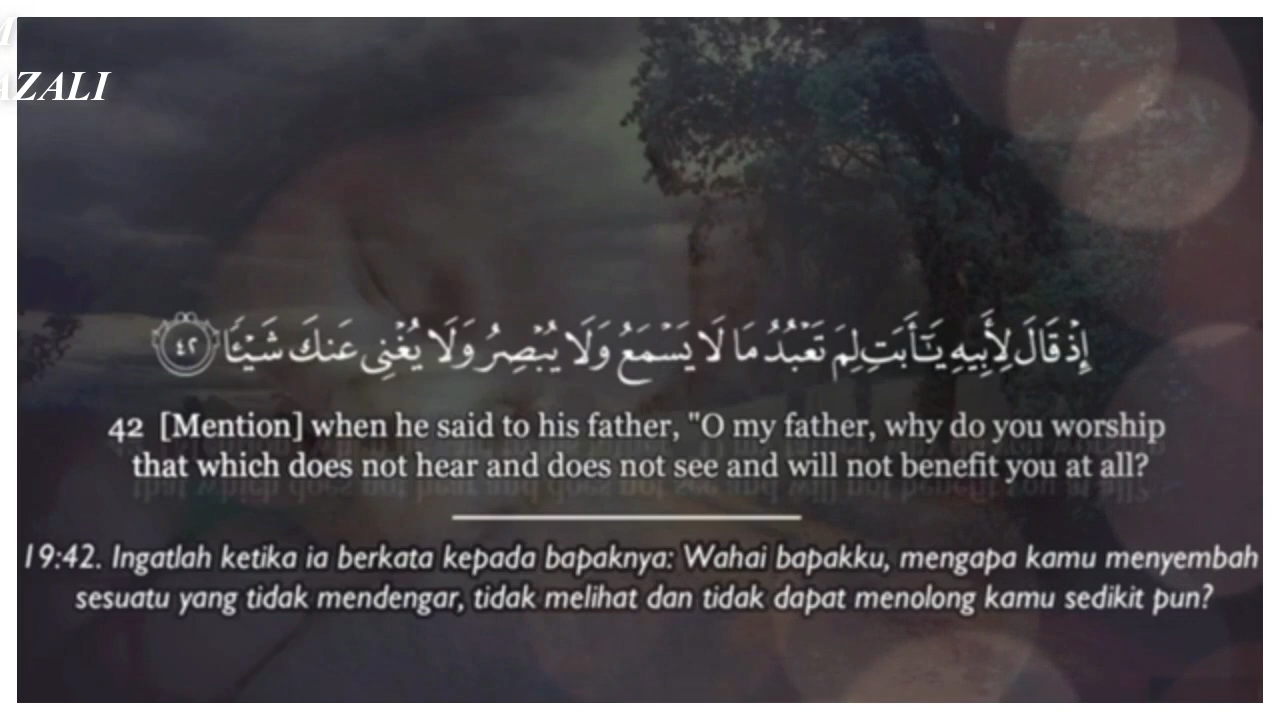 AZALI
إِذْ قَالَ لِأَبِيهِ يَـٰٓأَبَتِ لِمَ تَعْبُدُ مَا لَا يَسْمَعُ وَلَا يُبْصِرُ وَلَا يُغْنِى عَنكَ شَيْـًٔا ٤٢
42 [Mention] when he said to his father, "O my father, why do you worship
that which does not hear and does not see and will not benefit you at all?
19:42. Ingatlah ketika ia berkata kepada bapaknya: Wahai bapakku, mengapa kamu menyembah
sesuatu yang tidak mendengar, tidak melihat dan tidak dapat menolong kamu sedikit pun?